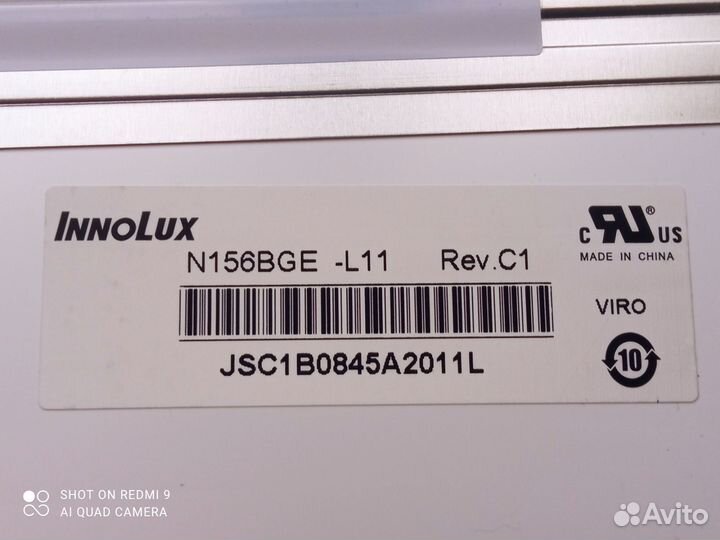 INNOLUX
N156BGE -L11 Rev.C1
JSC1B0845A2011L
C RU ® US
MADE IN CHINA
VIRO
10
SHOT ON REDMI 9
AI QUAD CAMERA
Avito